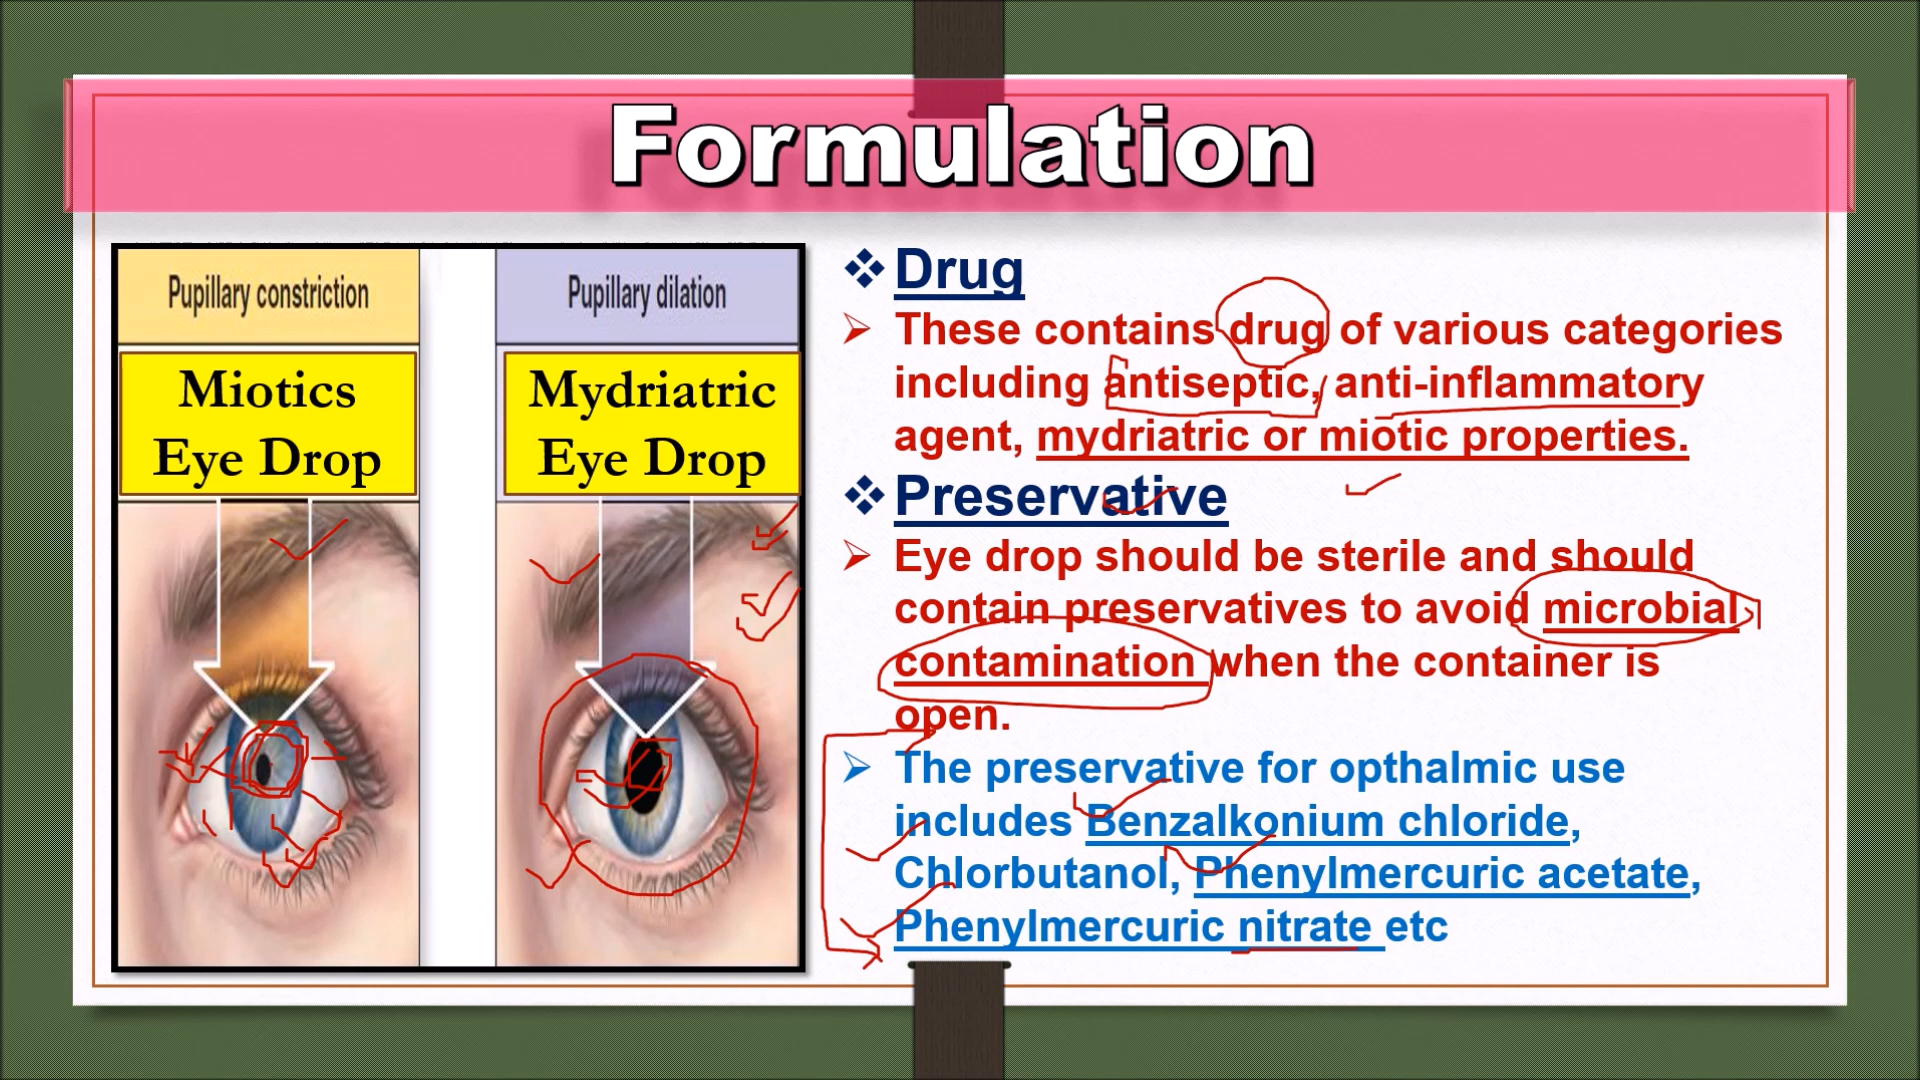 Formulation
Pupillary constriction
Miotics
Eye Drop
Pupillary dilation
Mydriatric
Eye Drop
❖Drug
➢ These contains drug of various categories
including antiseptic, anti-inflammatory
agent, mydriatric or miotic properties.
❖Preservative
➢ Eye drop should be sterile and should
contain preservatives to avoid microbial
contamination when the container is
open.
➢ The preservative for opthalmic use
includes Benzalkonium chloride,
Chlorbutanol, Phenylmercuric acetate,
Phenylmercuric nitrate etc